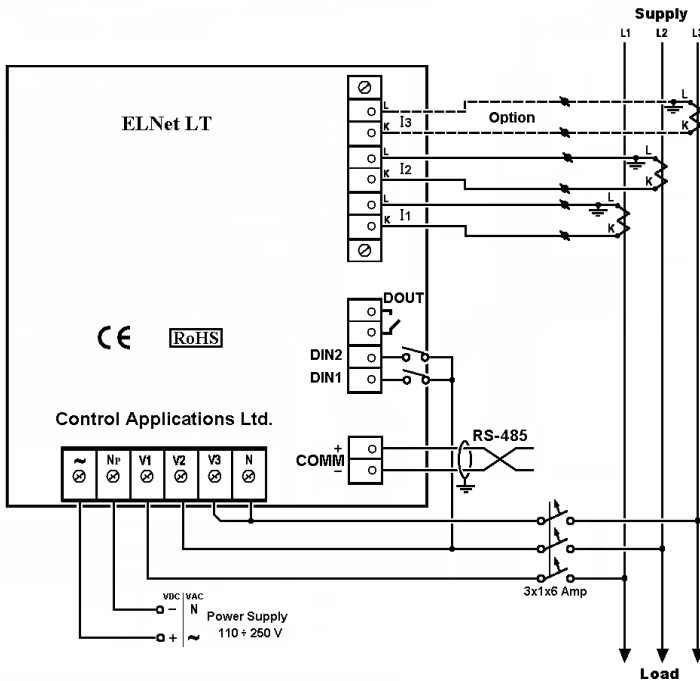 Supply
L1 L2 L3
ELNet LT
L
I3
K
Option
L
K
L
I2
K
L
K
L
I1
K
L
K
DOUT
CE
RoHS
DIN2
DIN1
Control Applications Ltd.
~ NP V1 V2 V3 N
COMM
+
−
RS-485
3x1x6 Amp
VDC VAC
− N
+ ~
Power Supply
110 ÷ 250 V
Load